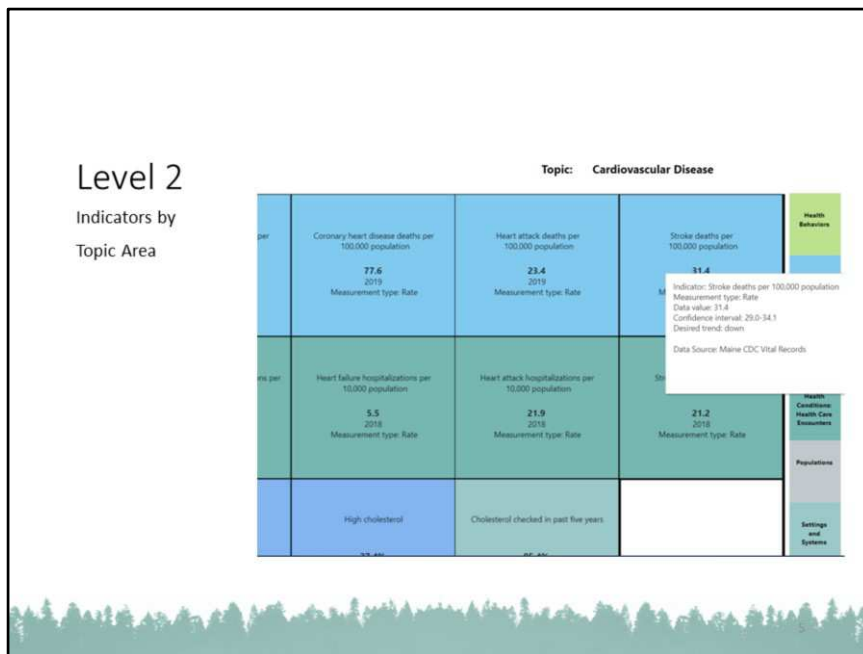 Level 2
Indicators by
Topic Area
Topic: Cardiovascular Disease
per
Coronary heart disease deaths per
100,000 population
77.6
2019
Measurement type: Rate
Heart attack deaths per
100,000 population
23.4
2019
Measurement type: Rate
Stroke deaths per
100,000 population
31.4
Indicator: Stroke deaths per 100,000 population
Measurement type: Rate
Data value: 31.4
Confidence interval: 29.0-34.1
Desired trend: down
Data Source: Maine CDC Vital Records
Health
Behaviors
ns per
Heart failure hospitalizations per
10,000 population
5.5
2018
Measurement type: Rate
Heart attack hospitalizations per
10,000 population
21.9
2018
Measurement type: Rate
21.2
2018
Measurement type: Rate
Health
Conditions:
Health Care
Encounters
Populations
High cholesterol
Cholesterol checked in past five years
Settings
and
Systems
5